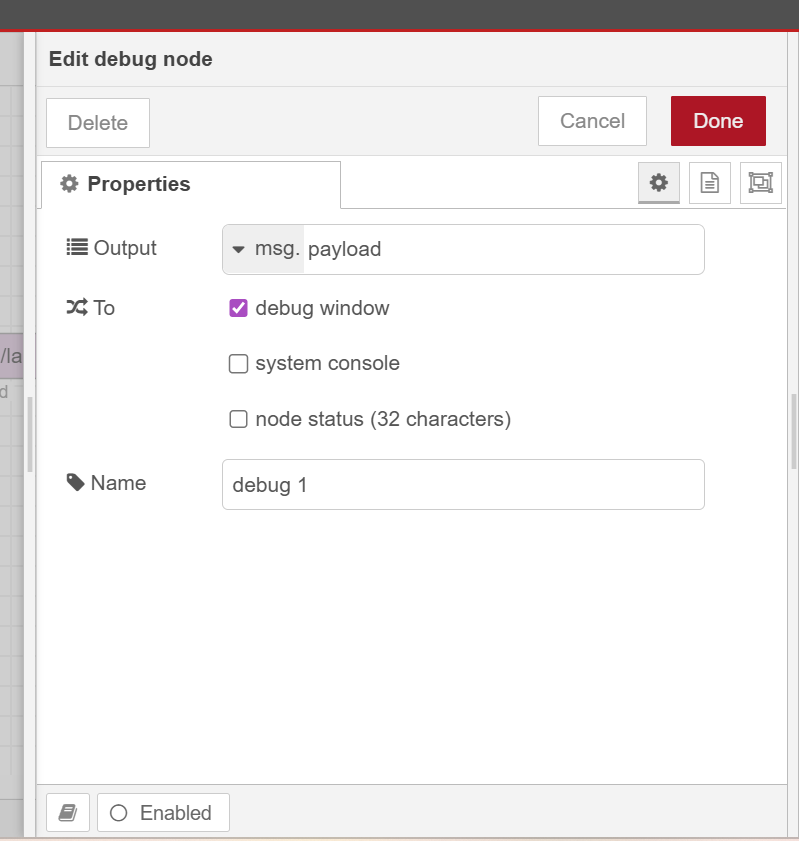 Edit debug node
Delete
Cancel
Done
Properties
Output
msg. payload
To
debug window
system console
/la
d
node status (32 characters)
Name
debug 1
Enabled